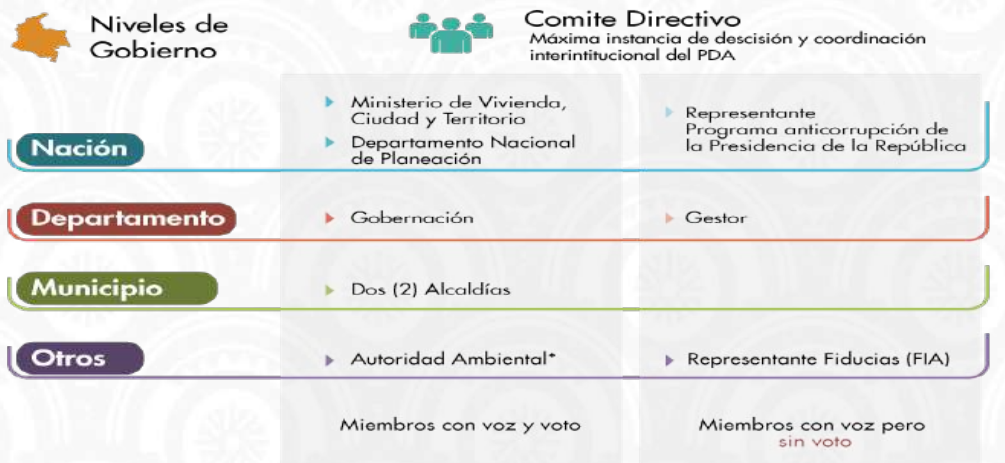 Niveles de
Gobierno
Comite Directivo
Máxima instancia de descisión y coordinación
interintitucional del PDA
Nación
Ministerio de Vivienda,
Ciudad y Territorio
Departamento Nacional
de Planeación
Representante
Programa anticorrupción de
la Presidencia de la República
Departamento
Gobernación
Gestor
Municipio
Dos (2) Alcaldías
Otros
Autoridad Ambiental*
Representante Fiducias (FIA)
Miembros con voz y voto
Miembros con voz pero
sin voto